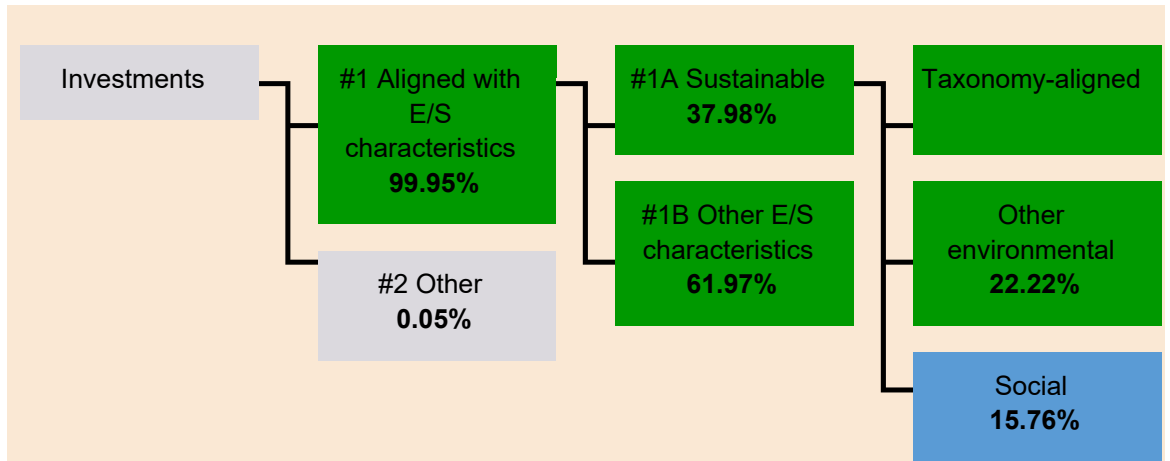 Investments
#1 Aligned with
E/S
characteristics
99.95%
#2 Other
0.05%
#1A Sustainable
37.98%
#1B Other E/S
characteristics
61.97%
Taxonomy-aligned
Other
environmental
22.22%
Social
15.76%